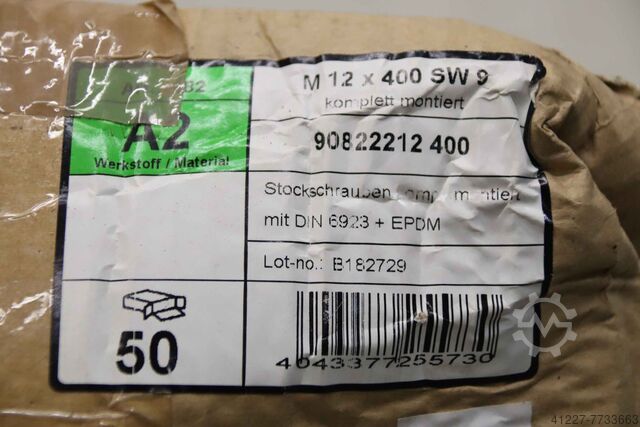 M 12 x 400 SW 9
komplett montiert
A2
Werkstoff / Material
90822212 400
Stockschrauben montiert
mit DIN 6923 + EPDM
Lot-no.: B182729
50
4043377255730
41227-7733663